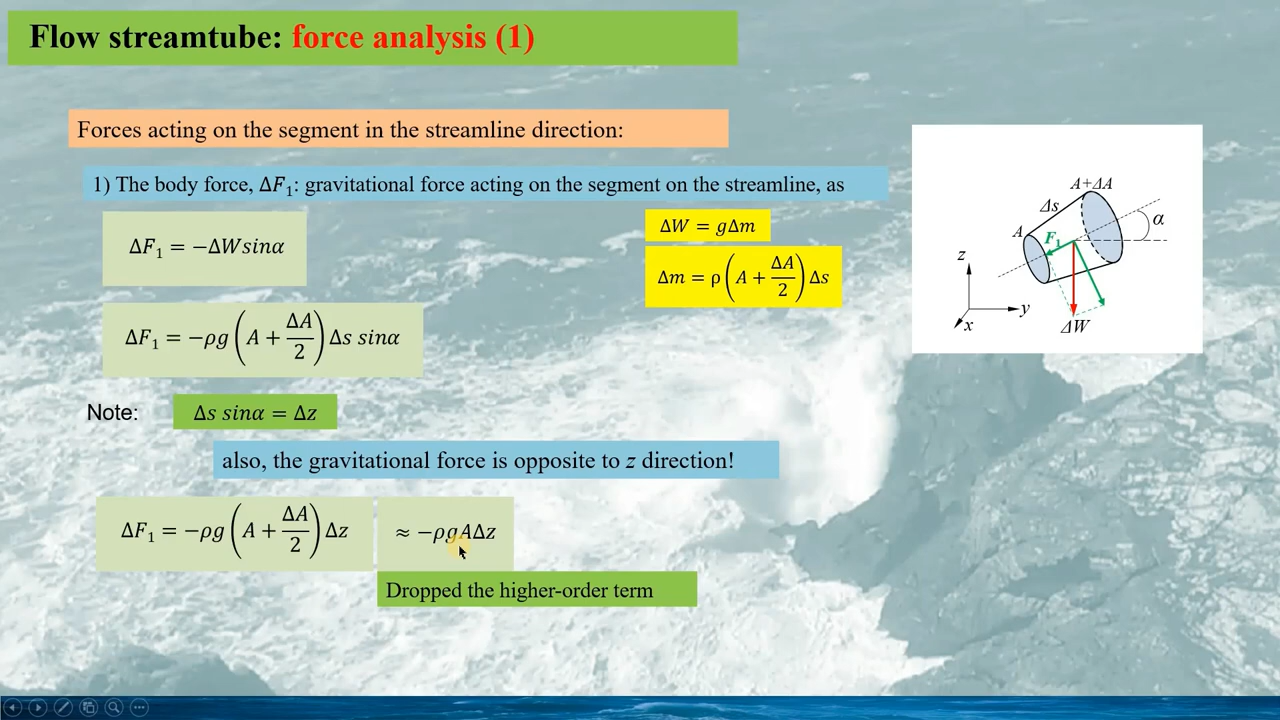 Flow streamtube: force analysis (1)
Forces acting on the segment in the streamline direction:
1) The body force, ΔF₁: gravitational force acting on the segment on the streamline, as
ΔF₁ = −ΔWsinα
ΔW = gΔm
Δm = ρ(A + ΔA/2)Δs
ΔF₁ = −ρg(A + ΔA/2)Δs sinα
Note:
Δs sinα = Δz
also, the gravitational force is opposite to z direction!
ΔF₁ = −ρg(A + ΔA/2)Δz
≈ −ρgAΔz
Dropped the higher-order term
A+ΔA
Δs
α
A
F₁
z
y
x
ΔW